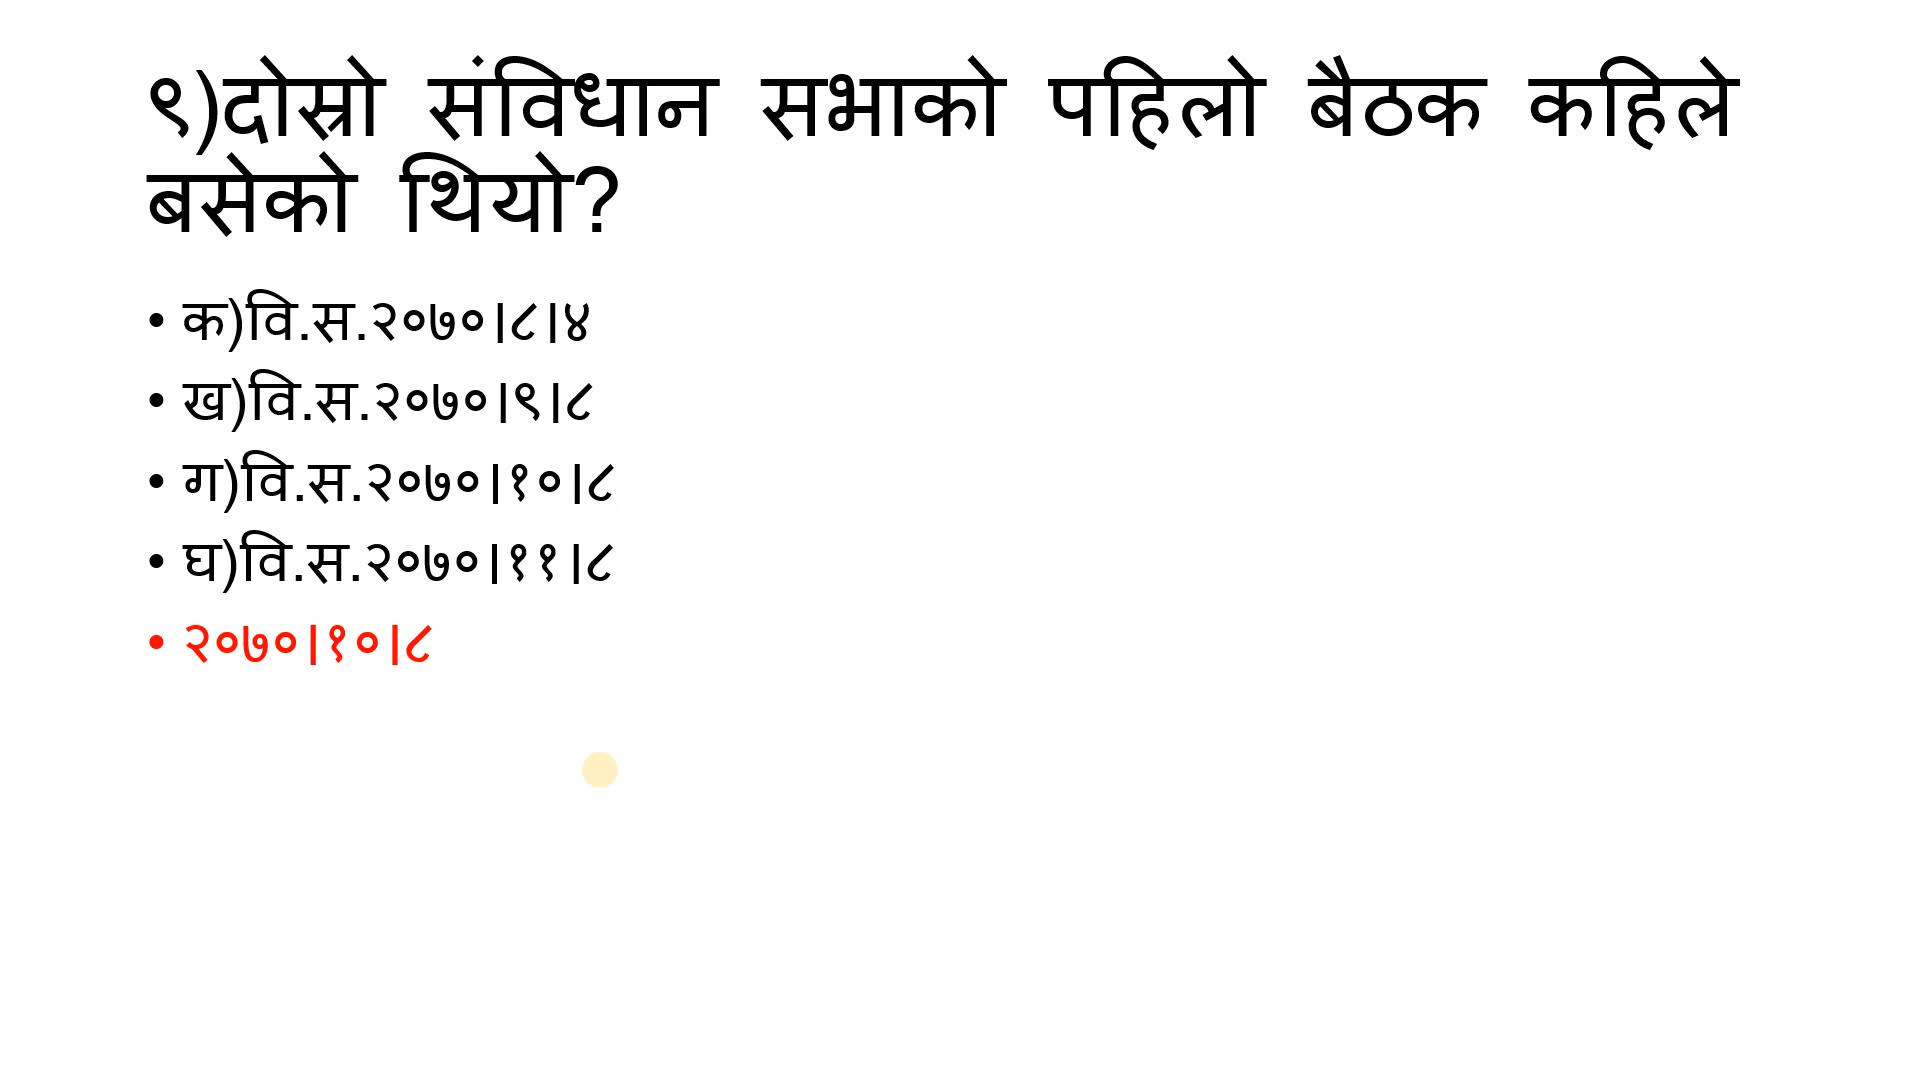 ९)दोस्रो संविधान सभाको पहिलो बैठक कहिले
बसेको थियो?
• क)वि.स.२०७०।८।४
• ख)वि.स.२०७०।९।८
• ग)वि.स.२०७०।१०।८
• घ)वि.स.२०७०।११।८
• २०७०।१०।८